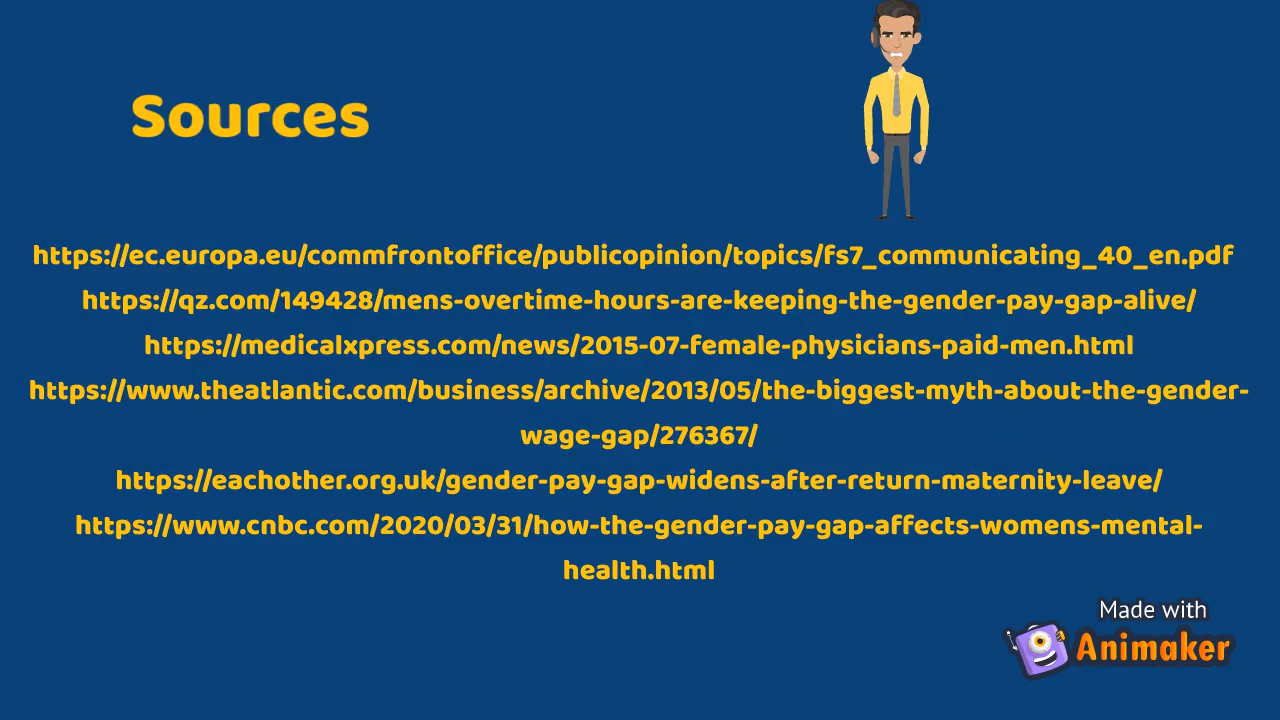 Sources
https://ec.europa.eu/commfrontoffice/publicopinion/topics/fs7_communicating_40_en.pdf
https://qz.com/149428/mens-overtime-hours-are-keeping-the-gender-pay-gap-alive/
https://medicalxpress.com/news/2015-07-female-physicians-paid-men.html
https://www.theatlantic.com/business/archive/2013/05/the-biggest-myth-about-the-gender-
wage-gap/276367/
https://eachother.org.uk/gender-pay-gap-widens-after-return-maternity-leave/
https://www.cnbc.com/2020/03/31/how-the-gender-pay-gap-affects-womens-mental-
health.html
Made with
Animaker